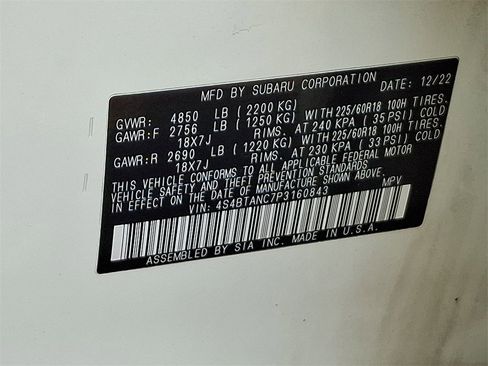 MFD BY SUBARU CORPORATION DATE: 12/22
GVWR: 4850 LB (2200 KG)
GAWR:F 2756 LB (1250 KG) WITH 225/60R18 100H TIRES.
18X7J RIMS. AT 240 KPA (35 PSI) COLD
GAWR:R 2690 LB (1220 KG) WITH 225/60R18 100H TIRES.
18X7J RIMS. AT 230 KPA (33 PSI) COLD
THIS VEHICLE CONFORMS TO ALL APPLICABLE FEDERAL MOTOR
VEHICLE SAFETY AND BUMPER STANDARDS IN EFFECT ON THE
DATE OF MANUFACTURE SHOWN ABOVE.
VIN: 4S4BTANC7P3160843 MPV
ASSEMBLED BY SIA INC. MADE IN U.S.A.